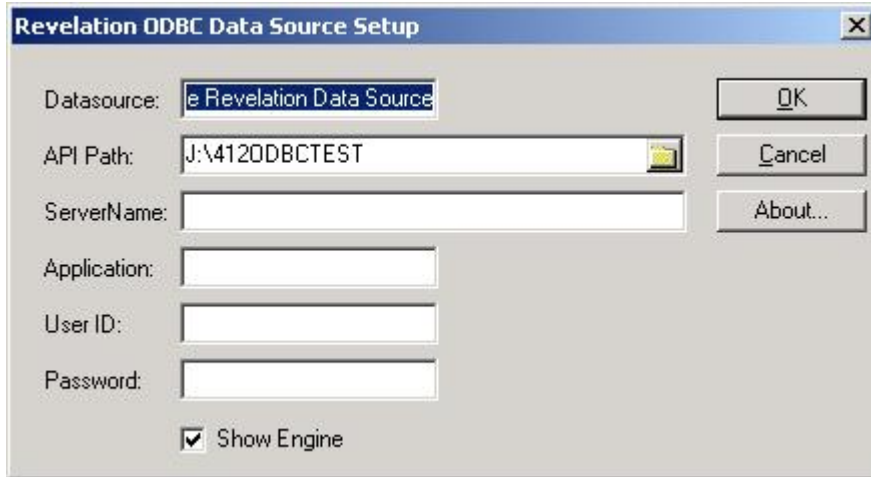 Revelation ODBC Data Source Setup
Datasource: e Revelation Data Source OK
API Path: J:\412ODBCTEST Cancel
ServerName: About...
Application:
User ID:
Password:
Show Engine